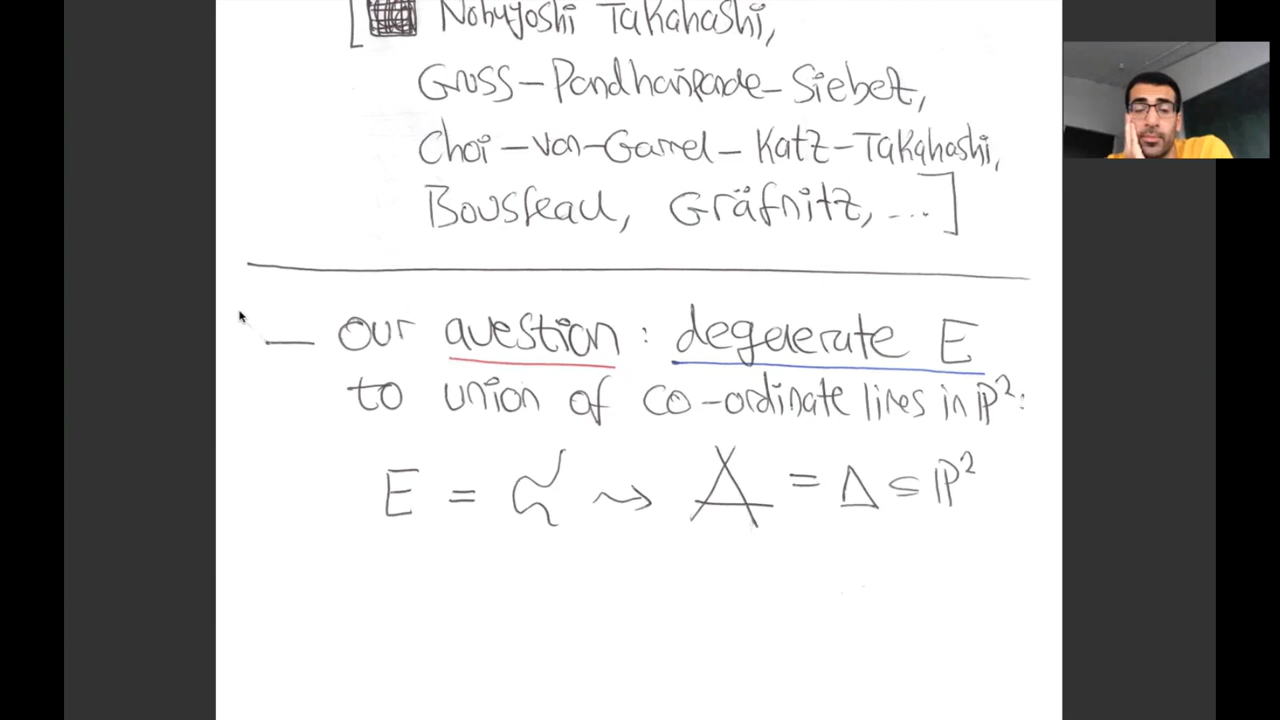 [ Nobuyoshi Takahashi,
Gross-Pandharipande-Siebert,
Choi-van-Garrel-Katz-Takahashi,
Bousseau, Gräfnitz, ...]
— Our question: degenerate E
to union of co-ordinate lines in ℙ²:
E = ⇝ = Δ ⊆ ℙ²